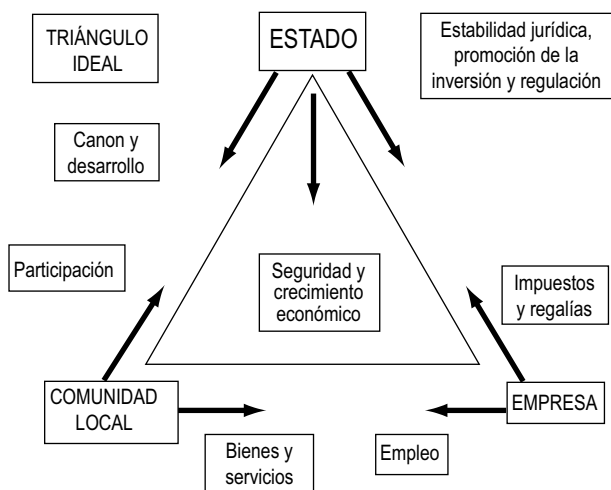 TRIÁNGULO
IDEAL
ESTADO
Estabilidad jurídica,
promoción de la
inversión y regulación
Canon y
desarrollo
Participación
Seguridad y
crecimiento
económico
Impuestos
y regalías
COMUNIDAD
LOCAL
EMPRESA
Bienes y
servicios
Empleo